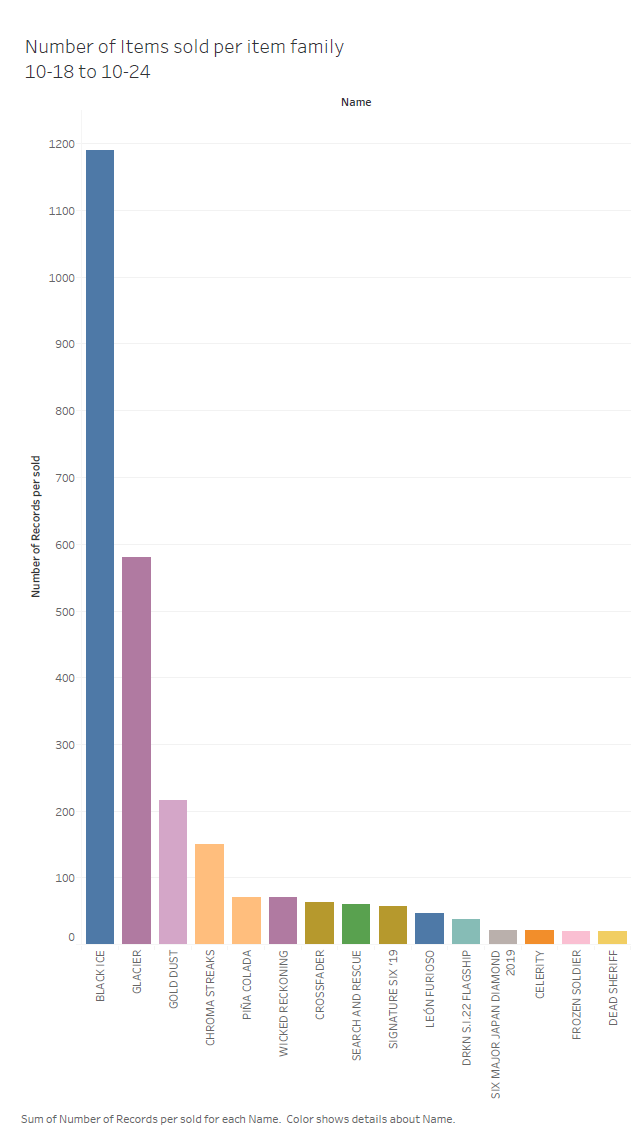 Number of Items sold per item family
10-18 to 10-24
Name
Number of Records per sold
1200
1100
1000
900
800
700
600
500
400
300
200
100
0
BLACK ICE
GLACIER
GOLD DUST
CHROMA STREAKS
PIÑA COLADA
WICKED RECKONING
CROSSFADER
SEARCH AND RESCUE
SIGNATURE SIX '19
LEÓN FURIOSO
DRKN S.I.22 FLAGSHIP
SIX MAJOR JAPAN DIAMOND
2019
CELERITY
FROZEN SOLDIER
DEAD SHERIFF
Sum of Number of Records per sold for each Name.  Color shows details about Name.